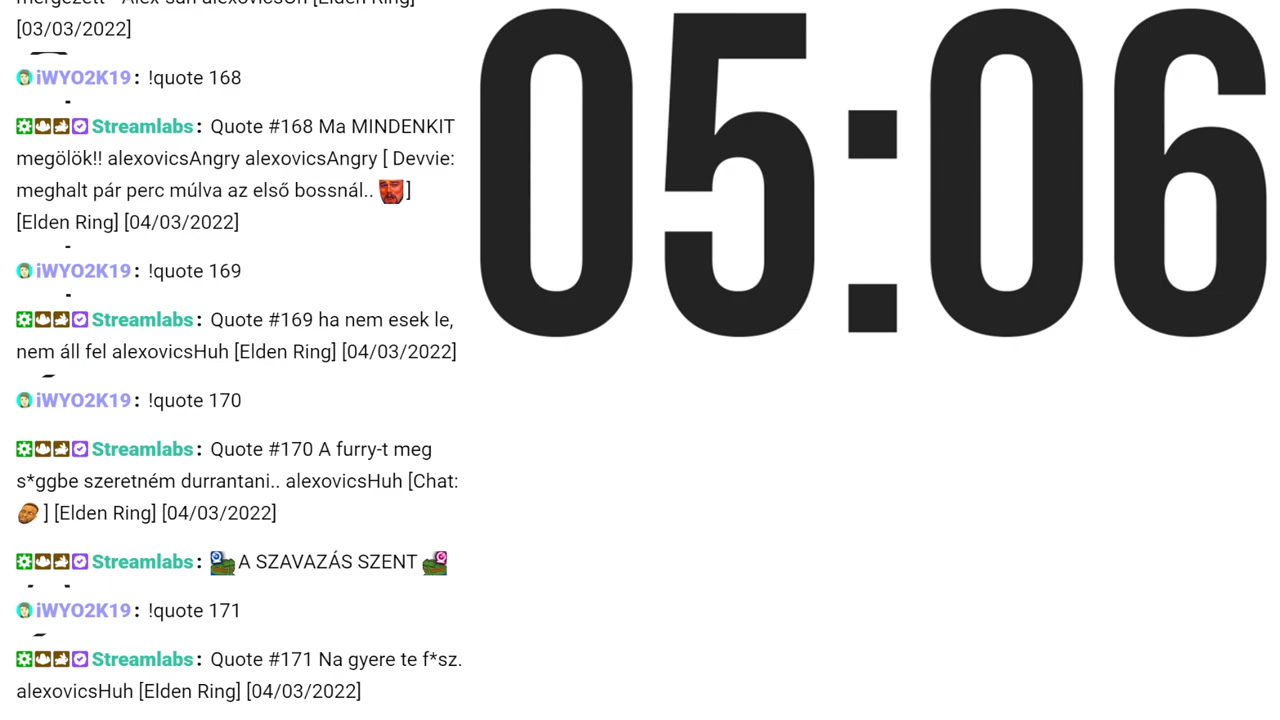 [03/03/2022]
iWYO2K19: !quote 168
Streamlabs: Quote #168 Ma MINDENKIT
megölök!! alexovicsAngry alexovicsAngry [ Devvie:
meghalt pár perc múlva az első bossnál.. ]
[Elden Ring] [04/03/2022]
iWYO2K19: !quote 169
Streamlabs: Quote #169 ha nem esek le,
nem áll fel alexovicsHuh [Elden Ring] [04/03/2022]
iWYO2K19: !quote 170
Streamlabs: Quote #170 A furry-t meg
s*ggbe szeretném durrantani.. alexovicsHuh [Chat:
] [Elden Ring] [04/03/2022]
Streamlabs: A SZAVAZÁS SZENT
iWYO2K19: !quote 171
Streamlabs: Quote #171 Na gyere te f*sz.
alexovicsHuh [Elden Ring] [04/03/2022]
05:06